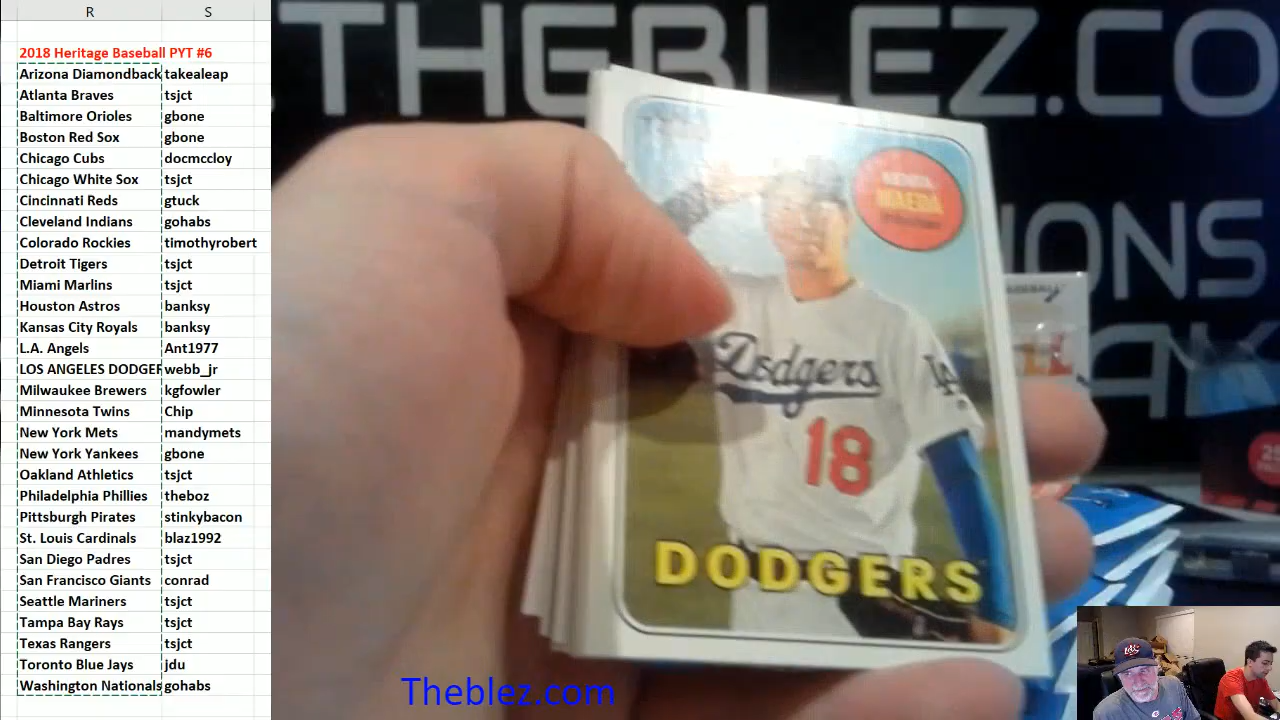 R S
2018 Heritage Baseball PYT #6
Arizona Diamondback takealeap
Atlanta Braves tsjct
Baltimore Orioles gbone
Boston Red Sox gbone
Chicago Cubs docmccloy
Chicago White Sox tsjct
Cincinnati Reds gtuck
Cleveland Indians gohabs
Colorado Rockies timothyrobert
Detroit Tigers tsjct
Miami Marlins tsjct
Houston Astros banksy
Kansas City Royals banksy
L.A. Angels Ant1977
LOS ANGELES DODGER webb_jr
Milwaukee Brewers kgfowler
Minnesota Twins Chip
New York Mets mandymets
New York Yankees gbone
Oakland Athletics tsjct
Philadelphia Phillies theboz
Pittsburgh Pirates stinkybacon
St. Louis Cardinals blaz1992
San Diego Padres tsjct
San Francisco Giants conrad
Seattle Mariners tsjct
Tampa Bay Rays tsjct
Texas Rangers tsjct
Toronto Blue Jays jdu
Washington Nationals gohabs
THEBLEZ.CO
IONS
MAEDA
BASEBALL
Dodgers
LA
18
DODGERS
Theblez.com